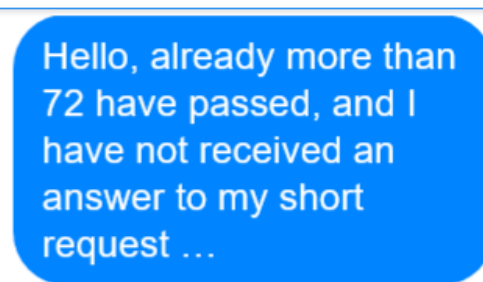 Hello, already more than
72 have passed, and I
have not received an
answer to my short
request ...